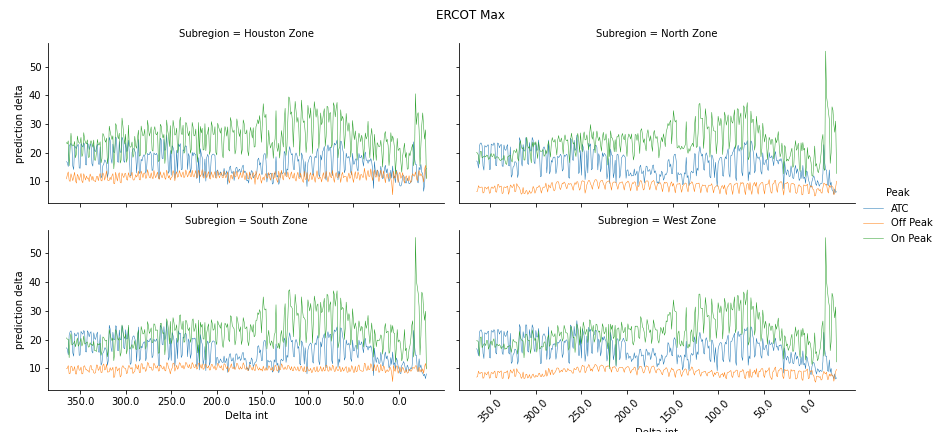 ERCOT Max
Subregion = Houston Zone
Subregion = North Zone
prediction delta
50
40
30
20
10
Peak
ATC
Off Peak
On Peak
Subregion = South Zone
Subregion = West Zone
prediction delta
50
40
30
20
10
350.0 300.0 250.0 200.0 150.0 100.0 50.0 0.0
350.0 300.0 250.0 200.0 150.0 100.0 50.0 0.0
Delta int
Delta int